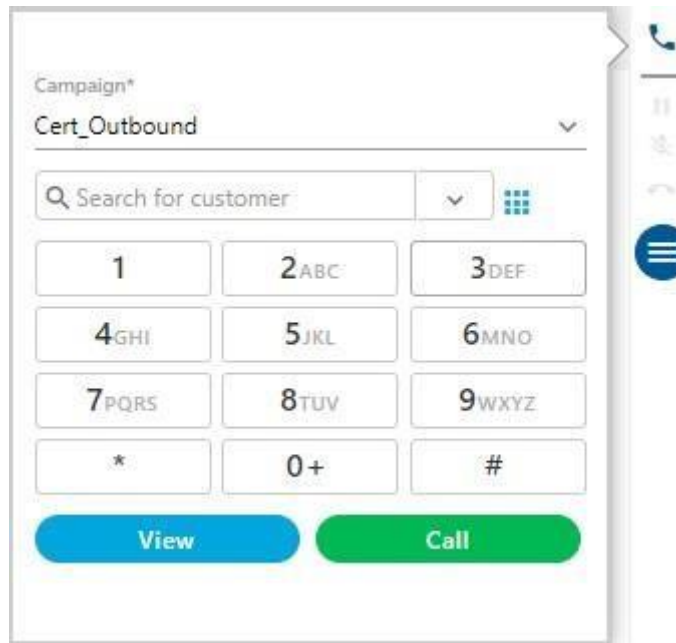 Campaign*
Cert_Outbound
Search for customer
1 2ABC 3DEF
4GHI 5JKL 6MNO
7PQRS 8TUV 9WXYZ
* 0+ #
View Call